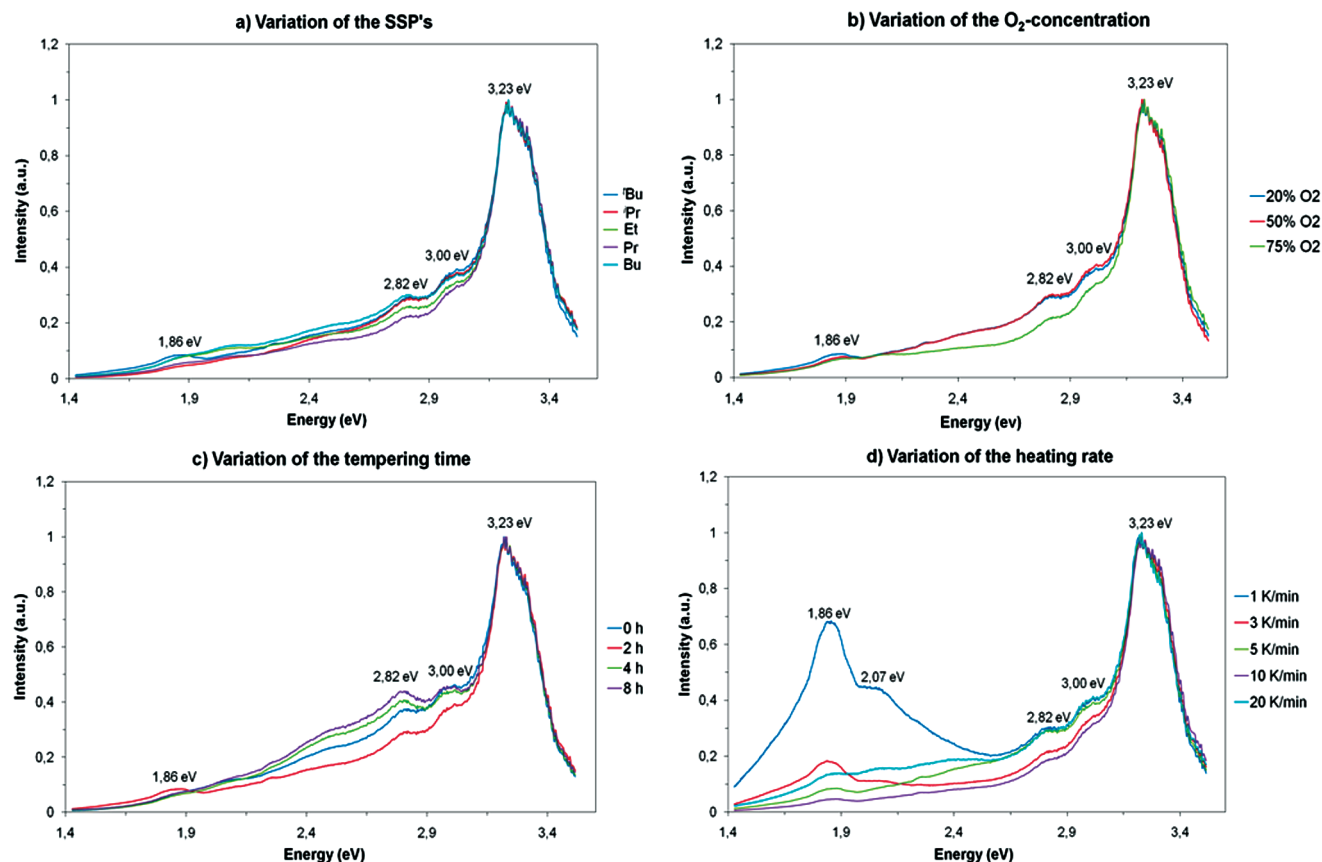 a) Variation of the SSP's
1,2
1
0,8
0,6
0,4
0,2
0
Intensity (a.u.)
3,23 eV
3,00 eV
2,82 eV
1,86 eV
1,4 1,9 2,4 2,9 3,4
Energy (eV)
ᵗBu
ⁱPr
Et
Pr
Bu
b) Variation of the O₂-concentration
1,2
1
0,8
0,6
0,4
0,2
0
Intensity (a.u.)
3,23 eV
3,00 eV
2,82 eV
1,86 eV
1,4 1,9 2,4 2,9 3,4
Energy (ev)
20% O2
50% O2
75% O2
c) Variation of the tempering time
1,2
1
0,8
0,6
0,4
0,2
0
Intensity (a.u.)
3,23 eV
3,00 eV
2,82 eV
1,86 eV
1,4 1,9 2,4 2,9 3,4
Energy (eV)
0 h
2 h
4 h
8 h
d) Variation of the heating rate
1,2
1
0,8
0,6
0,4
0,2
0
Intensity (a.u.)
3,23 eV
1,86 eV
2,07 eV
3,00 eV
2,82 eV
1,4 1,9 2,4 2,9 3,4
Energy (eV)
1 K/min
3 K/min
5 K/min
10 K/min
20 K/min